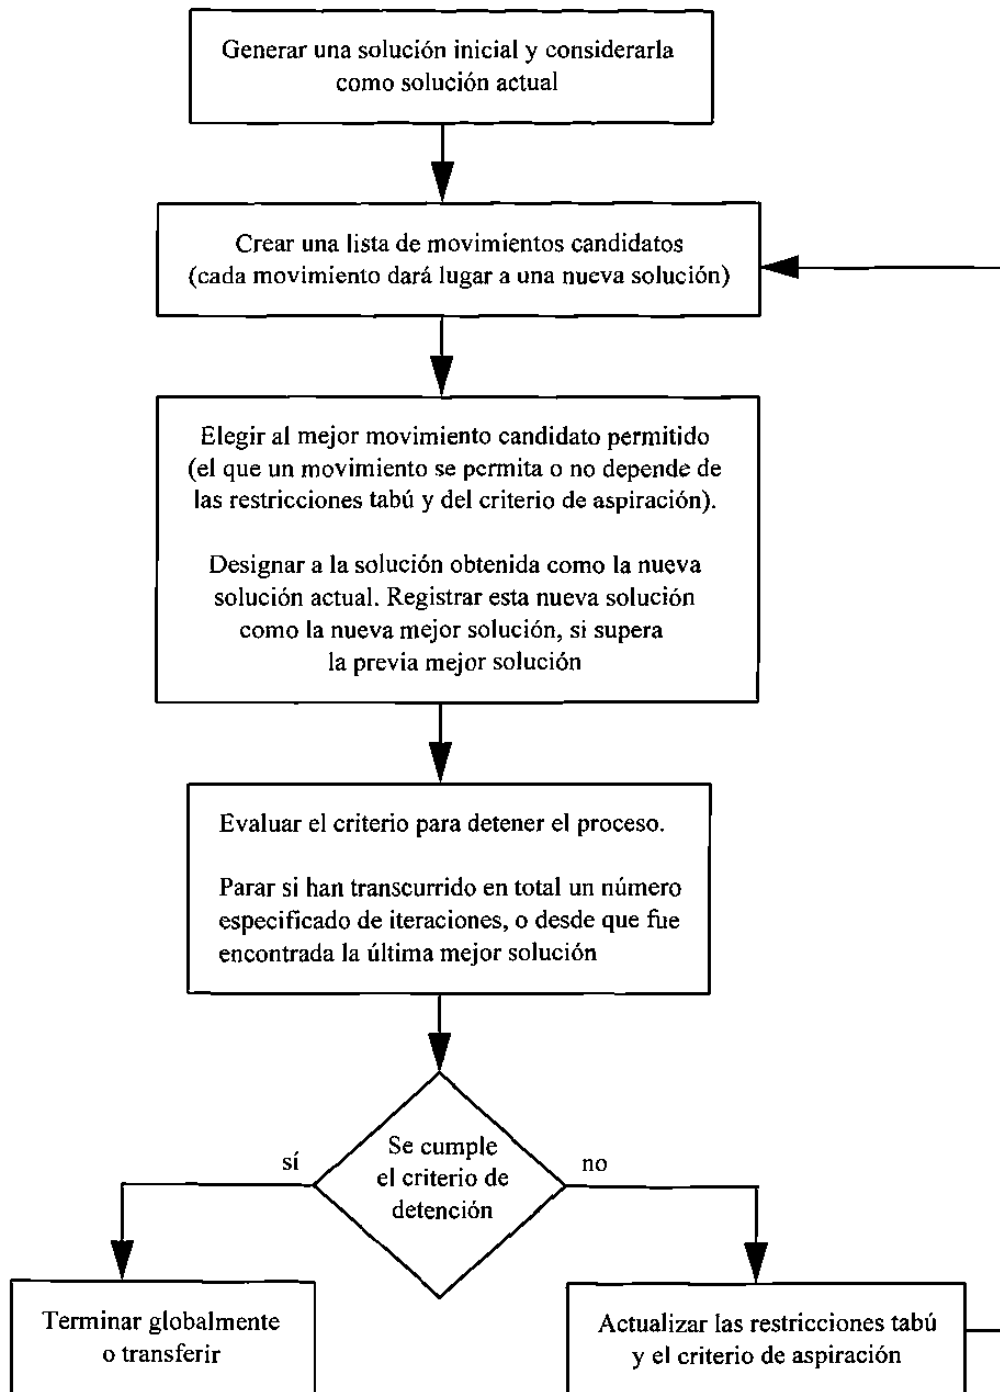 Generar una solución inicial y considerarla
como solución actual
Crear una lista de movimientos candidatos
(cada movimiento dará lugar a una nueva solución)
Elegir al mejor movimiento candidato permitido
(el que un movimiento se permita o no depende de
las restricciones tabú y del criterio de aspiración).
Designar a la solución obtenida como la nueva
solución actual. Registrar esta nueva solución
como la nueva mejor solución, si supera
la previa mejor solución
Evaluar el criterio para detener el proceso.
Parar si han transcurrido en total un número
especificado de iteraciones, o desde que fue
encontrada la última mejor solución
Se cumple
el criterio de
detención
sí
no
Terminar globalmente
o transferir
Actualizar las restricciones tabú
y el criterio de aspiración